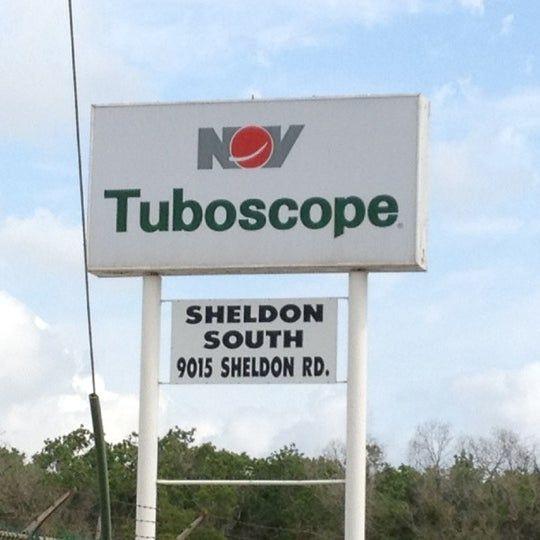 NOV
Tuboscope
SHELDON
SOUTH
9015 SHELDON RD.